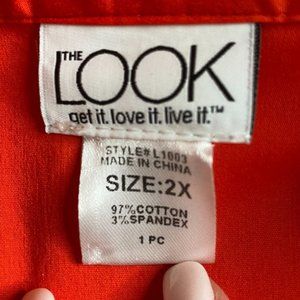 THE
LOOK
get it. love it. live it.™
STYLE# L1003
MADE IN CHINA
SIZE:2X
97%COTTON
3%SPANDEX
1 PC